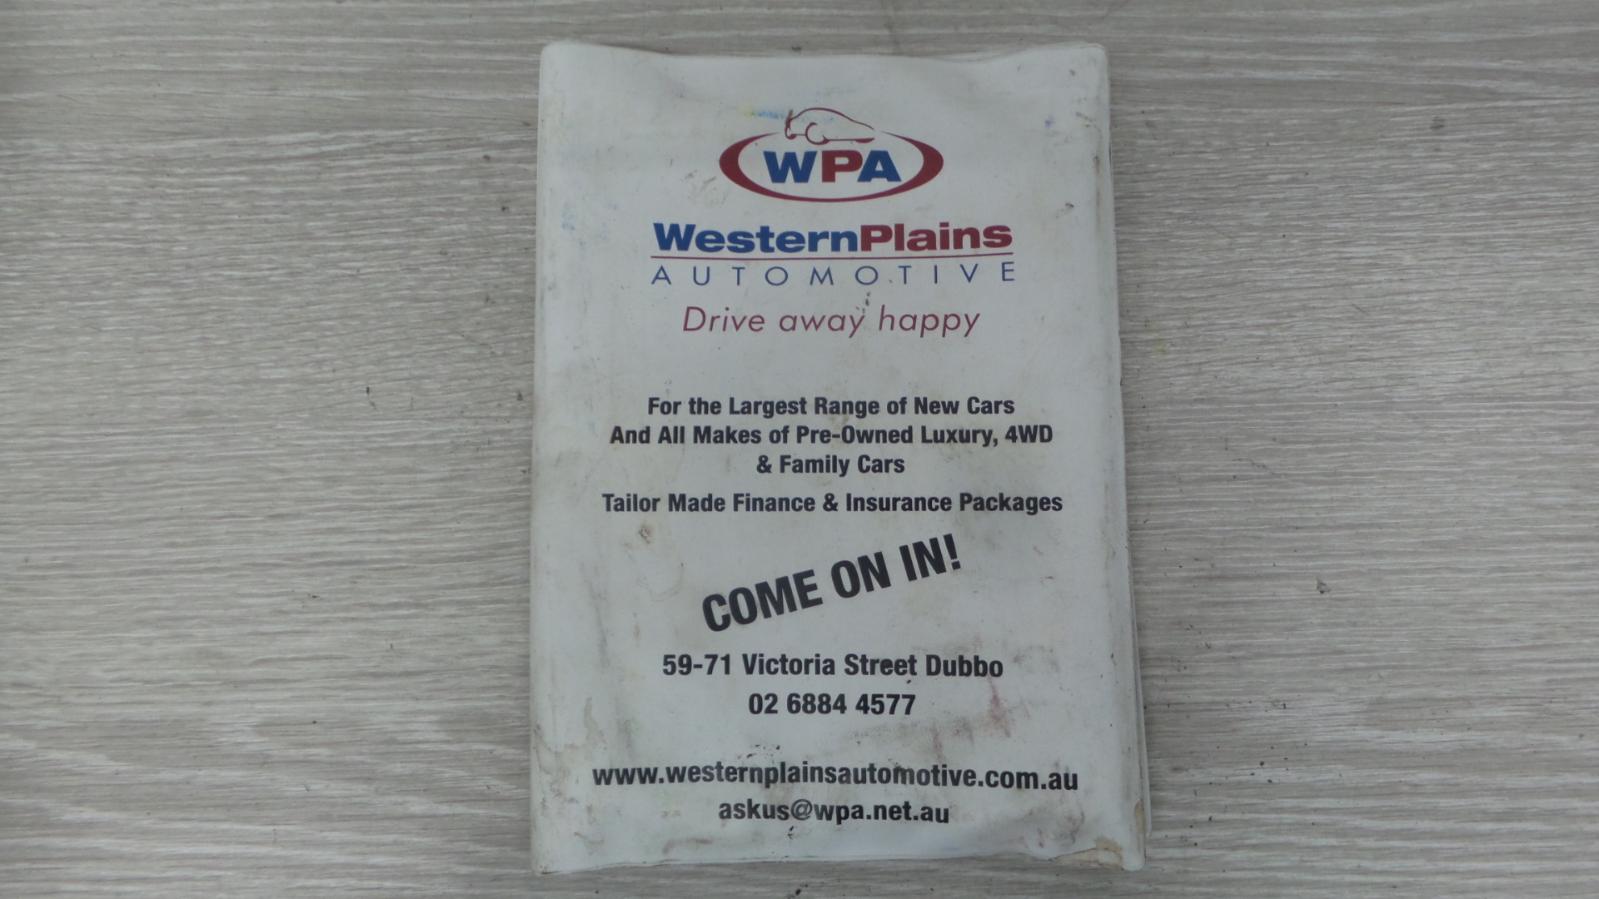 WPA
WesternPlains
AUTOMOTIVE
Drive away happy
For the Largest Range of New Cars
And All Makes of Pre-Owned Luxury, 4WD
& Family Cars
Tailor Made Finance & Insurance Packages
COME ON IN!
59-71 Victoria Street Dubbo
02 6884 4577
www.westernplainsautomotive.com.au
askus@wpa.net.au